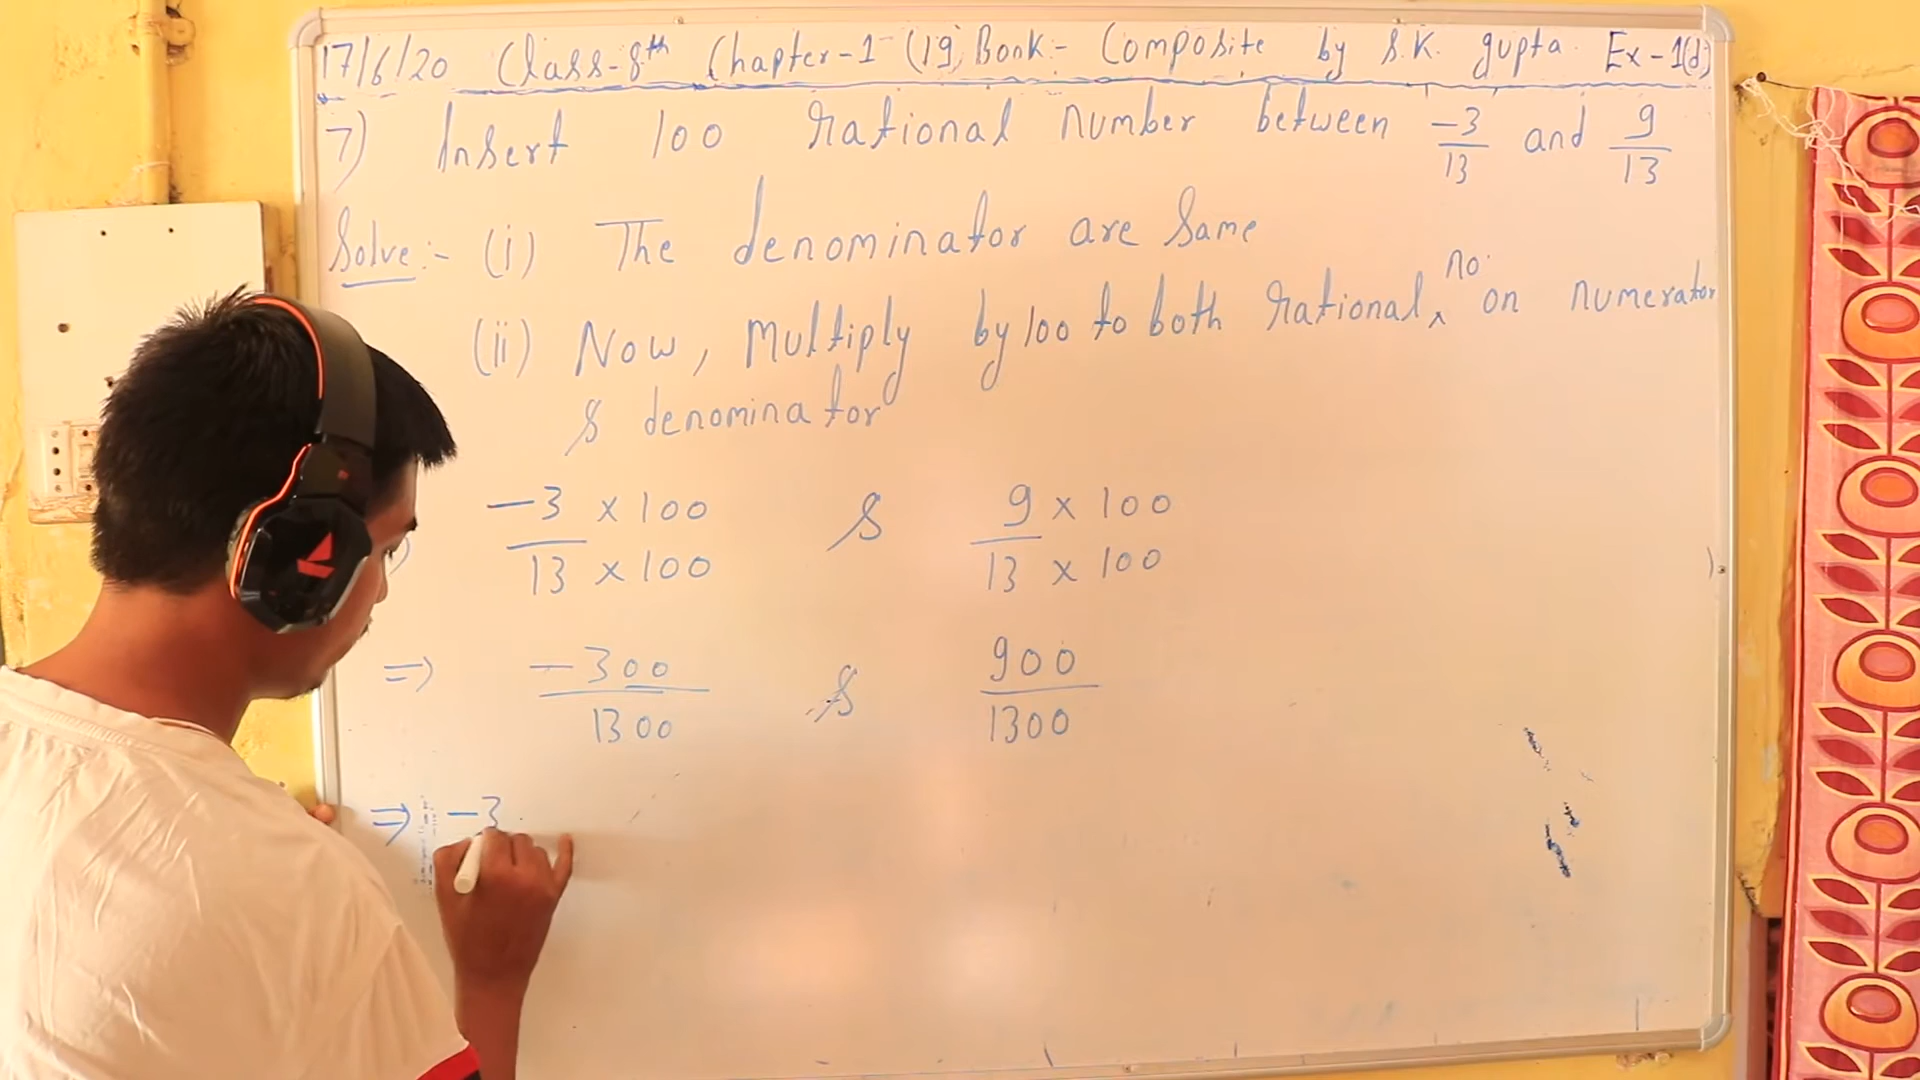 17/6/20 Class-8th Chapter-1 (19) Book:- Composite by S.K. gupta Ex-1(d)
7) Insert 100 rational number between -3/13 and 9/13
Solve:- (i) The denominator are same
(ii) Now, Multiply by 100 to both rational ^ no. on numerator
& denominator
-3 x 100 / 13 x 100 & 9 x 100 / 13 x 100
=> -300/1300 & 900/1300
=> -3